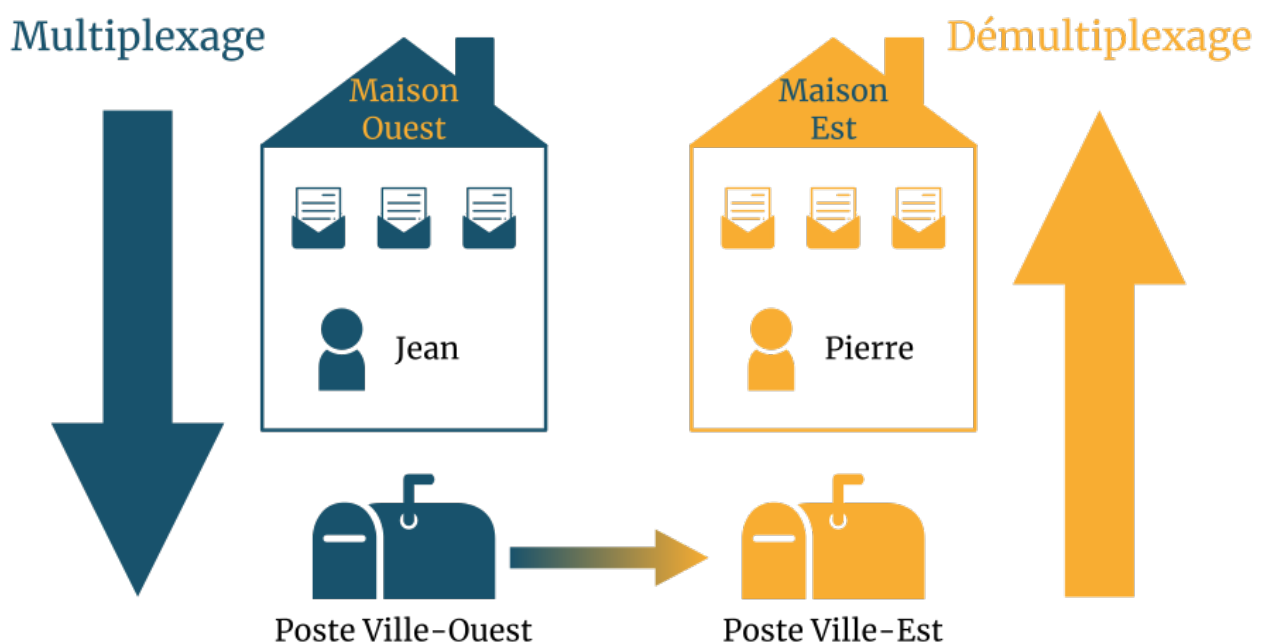 Multiplexage
Démultiplexage
Maison
Ouest
Maison
Est
Jean
Pierre
Poste Ville-Ouest
Poste Ville-Est